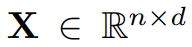 X ∈ ℝ^{n×d}